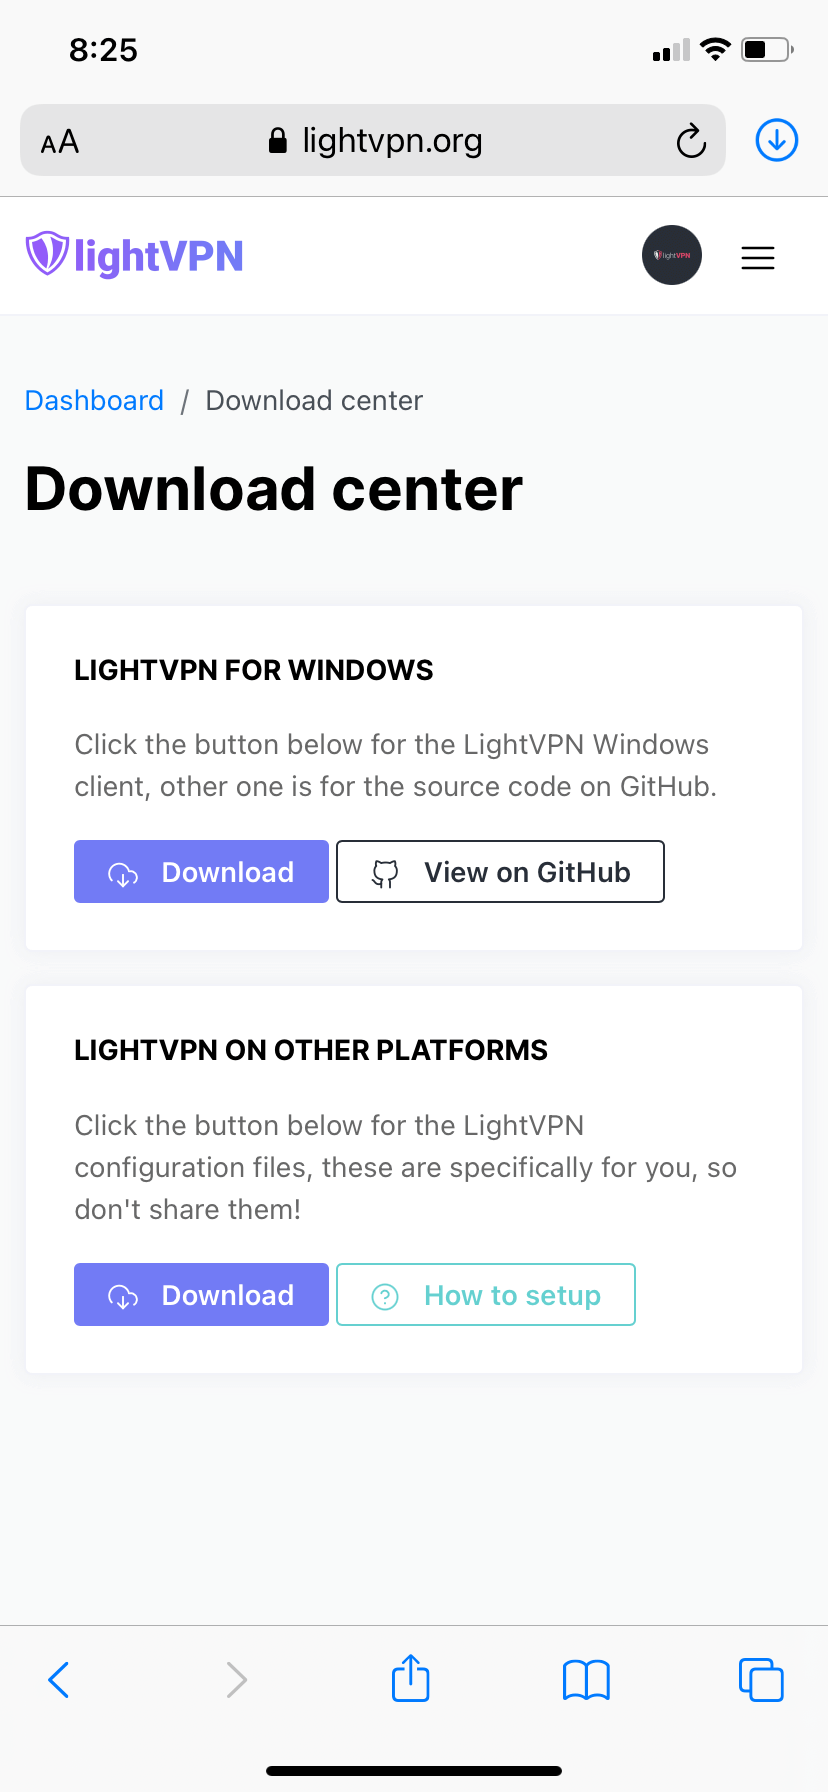 8:25
AA lightvpn.org
lightVPN
lightVPN
Dashboard / Download center
Download center
LIGHTVPN FOR WINDOWS
Click the button below for the LightVPN Windows
client, other one is for the source code on GitHub.
Download View on GitHub
LIGHTVPN ON OTHER PLATFORMS
Click the button below for the LightVPN
configuration files, these are specifically for you, so
don't share them!
Download ? How to setup